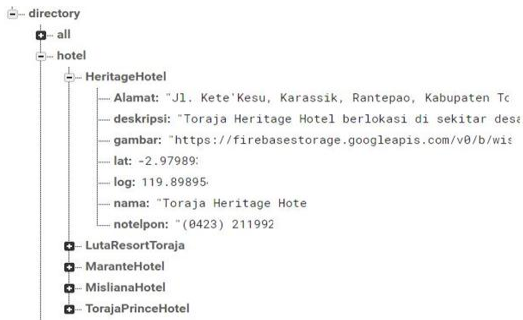 directory
all
hotel
HeritageHotel
Alamat: "Jl. Kete'Kesu, Karassik, Rantepao, Kabupaten To
deskripsi: "Toraja Heritage Hotel berlokasi di sekitar desa
gambar: "https://firebasestorage.googleapis.com/v0/b/wis
lat: -2.97989
log: 119.89895
nama: "Toraja Heritage Hote
notelpon: "(0423) 211992
LutaResortToraja
MaranteHotel
MislianaHotel
TorajaPrinceHotel